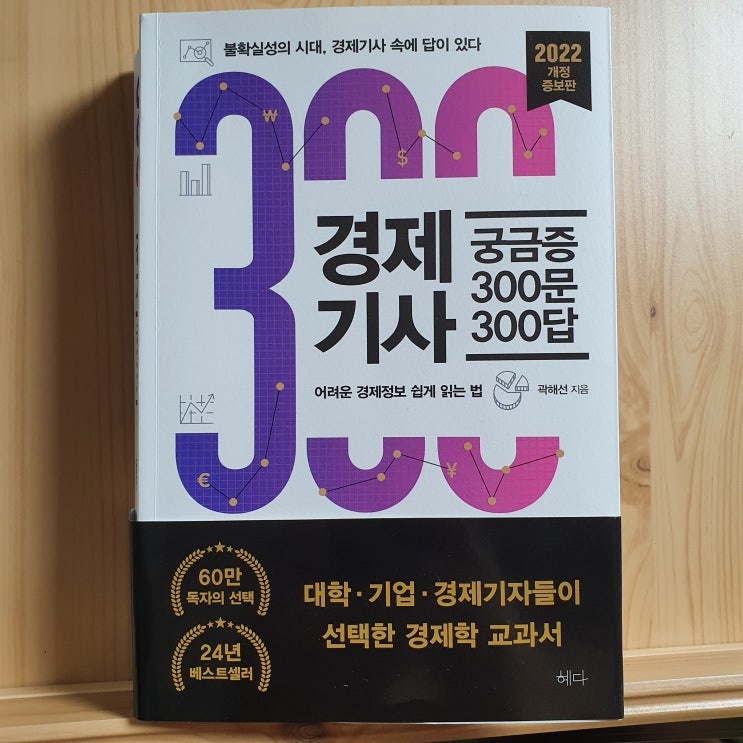 불확실성의 시대, 경제기사 속에 답이 있다
2022
개정
증보판
300
₩
$
경제
기사
궁금증
300문
300답
어려운 경제정보 쉽게 읽는 법
곽해선 지음
€
¥
60만
독자의 선택
24년
베스트셀러
대학·기업·경제기자들이
선택한 경제학 교과서
혜다